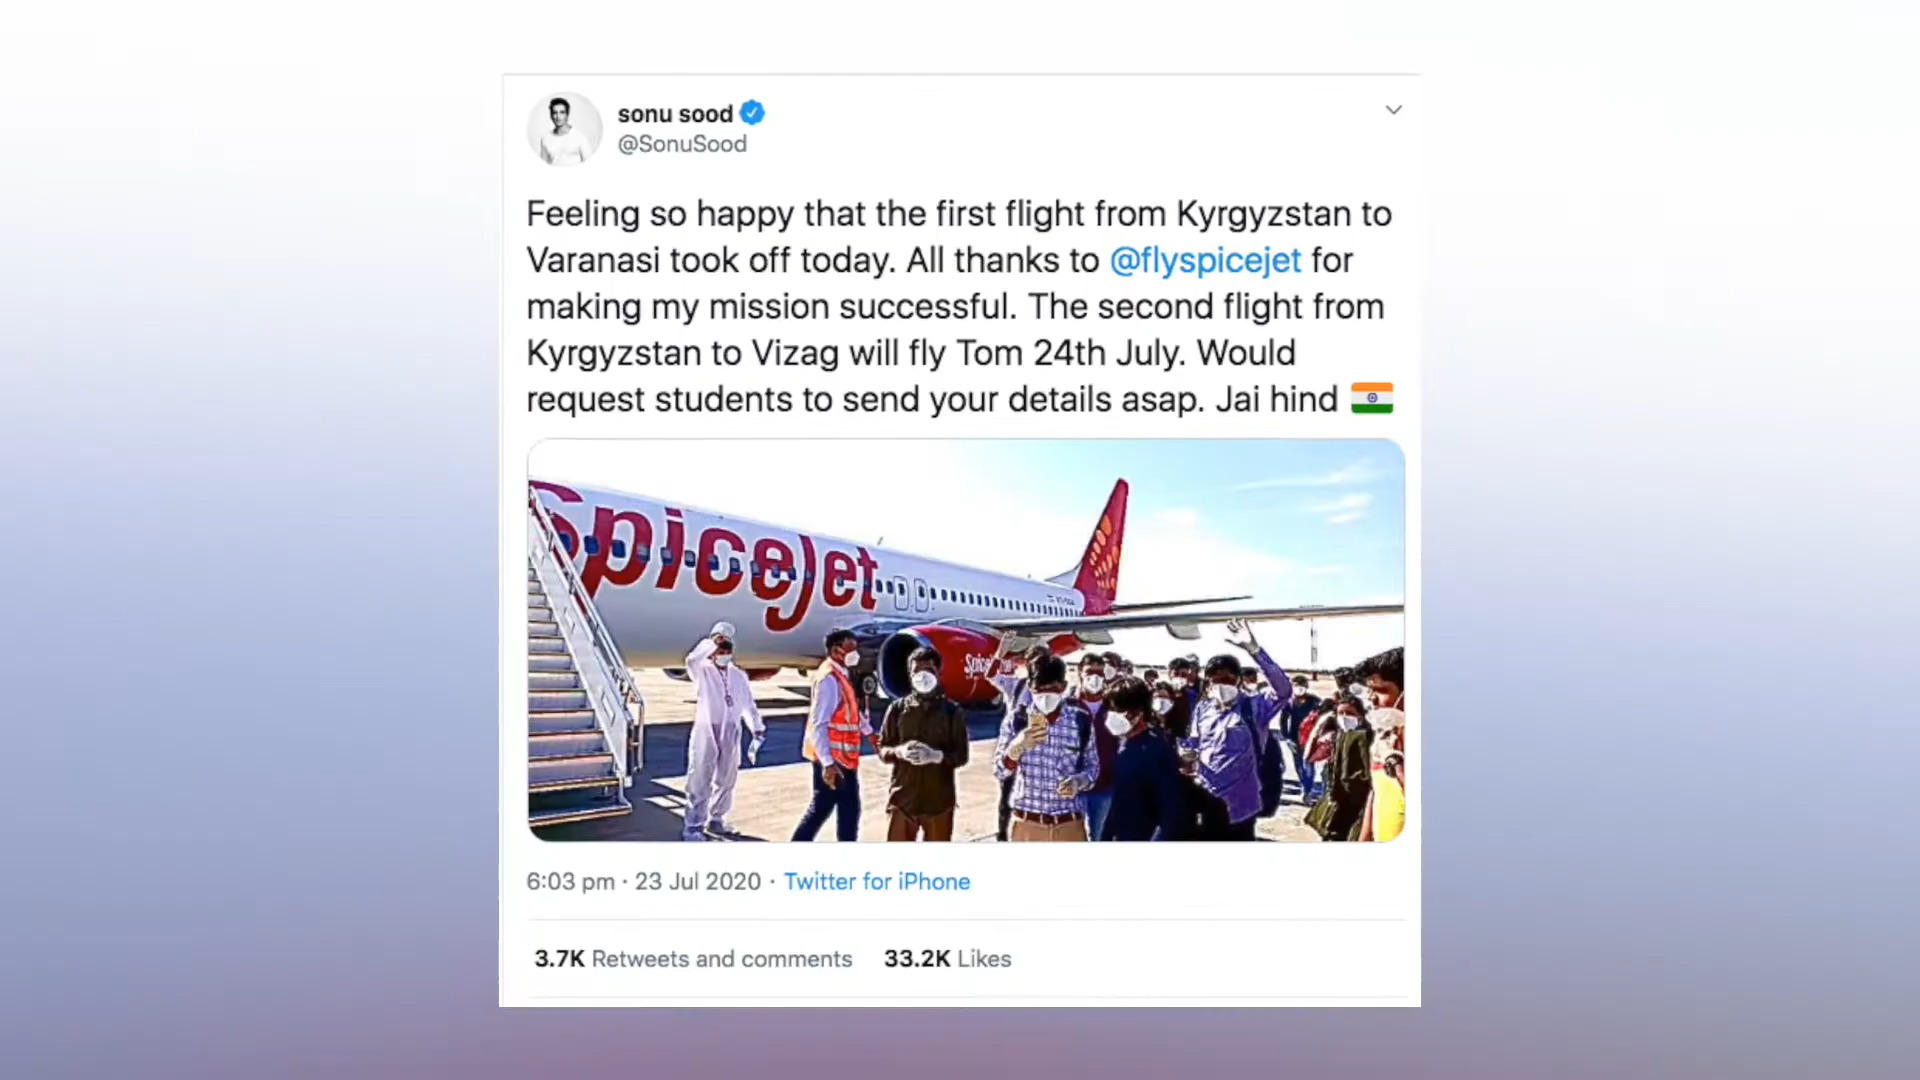 sonu sood
@SonuSood
Feeling so happy that the first flight from Kyrgyzstan to
Varanasi took off today. All thanks to @flyspicejet for
making my mission successful. The second flight from
Kyrgyzstan to Vizag will fly Tom 24th July. Would
request students to send your details asap. Jai hind
SpiceJet
6:03 pm · 23 Jul 2020 · Twitter for iPhone
3.7K Retweets and comments 33.2K Likes